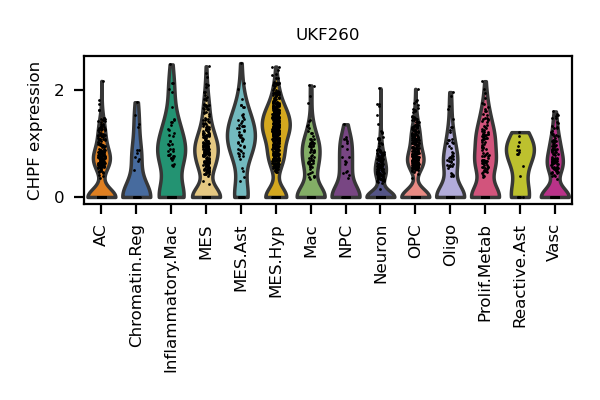 UKF260
CHPF expression
2
0
AC
Chromatin.Reg
Inflammatory.Mac
MES
MES.Ast
MES.Hyp
Mac
NPC
Neuron
OPC
Oligo
Prolif.Metab
Reactive.Ast
Vasc